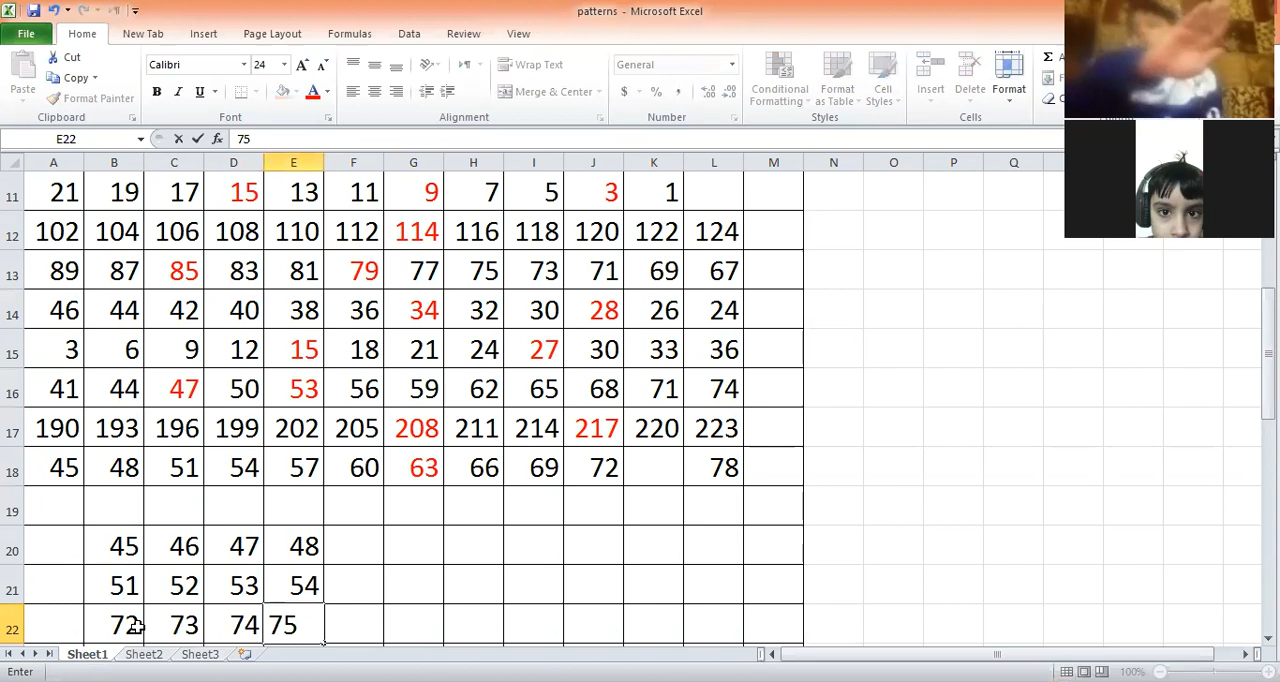 patterns - Microsoft Excel
File Home New Tab Insert Page Layout Formulas Data Review View
Cut
Copy
Format Painter
Paste
Clipboard
Calibri 24
B I U
Font
Wrap Text
Merge & Center
Alignment
General
$ % ,
Number
Conditional Formatting
Format as Table
Cell Styles
Styles
Insert Delete Format
Cells
E22 fx 75
A B C D E F G H I J K L M N O P Q
11 21 19 17 15 13 11 9 7 5 3 1
12 102 104 106 108 110 112 114 116 118 120 122 124
13 89 87 85 83 81 79 77 75 73 71 69 67
14 46 44 42 40 38 36 34 32 30 28 26 24
15 3 6 9 12 15 18 21 24 27 30 33 36
16 41 44 47 50 53 56 59 62 65 68 71 74
17 190 193 196 199 202 205 208 211 214 217 220 223
18 45 48 51 54 57 60 63 66 69 72 78
19
20 45 46 47 48
21 51 52 53 54
22 72 73 74 75
Sheet1 Sheet2 Sheet3
Enter 100%